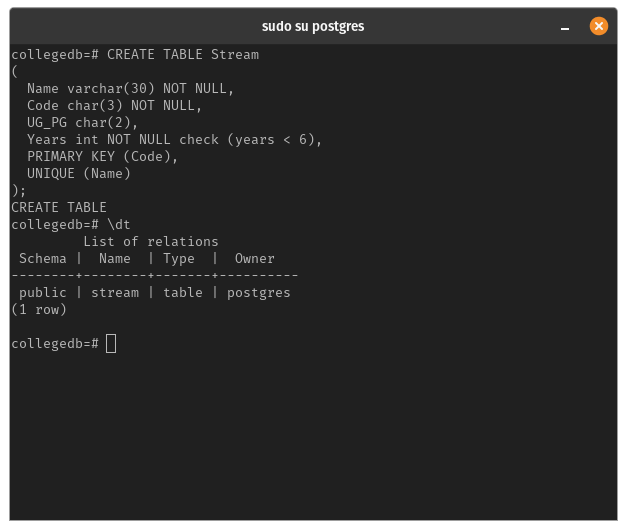 sudo su postgres
collegedb=# CREATE TABLE Stream
(
  Name varchar(30) NOT NULL,
  Code char(3) NOT NULL,
  UG_PG char(2),
  Years int NOT NULL check (years < 6),
  PRIMARY KEY (Code),
  UNIQUE (Name)
);
CREATE TABLE
collegedb=# \dt
         List of relations
 Schema |  Name  | Type  |  Owner
--------+--------+-------+----------
 public | stream | table | postgres
(1 row)

collegedb=#